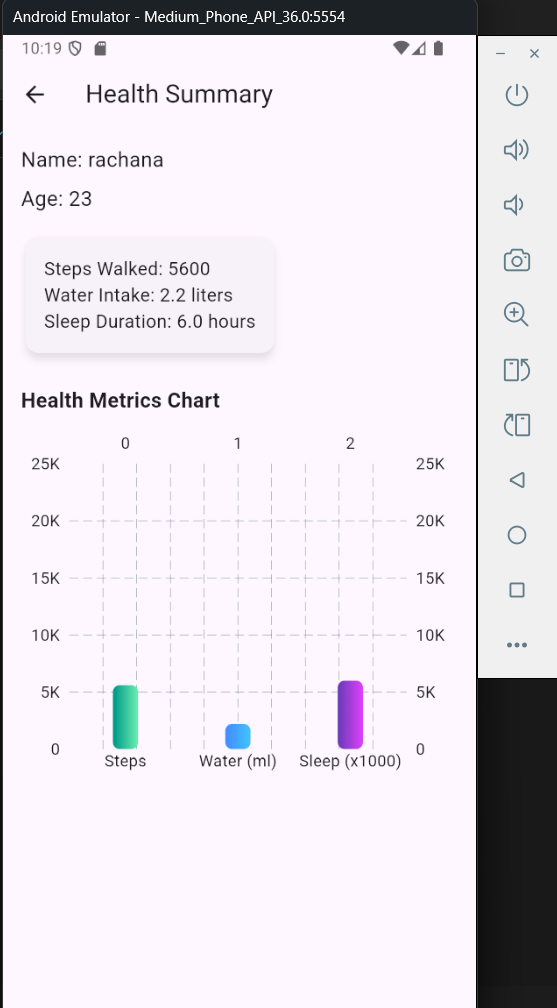 Android Emulator - Medium_Phone_API_36.0:5554
10:19
Health Summary
Name: rachana
Age: 23
Steps Walked: 5600
Water Intake: 2.2 liters
Sleep Duration: 6.0 hours
Health Metrics Chart
0 1 2
25K 25K
20K 20K
15K 15K
10K 10K
5K 5K
0 0
Steps Water (ml) Sleep (x1000)